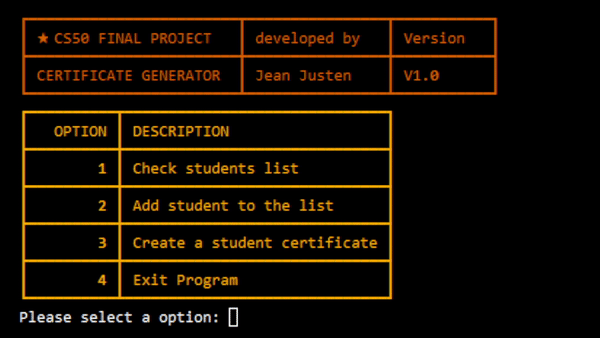 ★ CS50 FINAL PROJECT developed by Version
CERTIFICATE GENERATOR Jean Justen V1.0
OPTION DESCRIPTION
1 Check students list
2 Add student to the list
3 Create a student certificate
4 Exit Program
Please select a option: